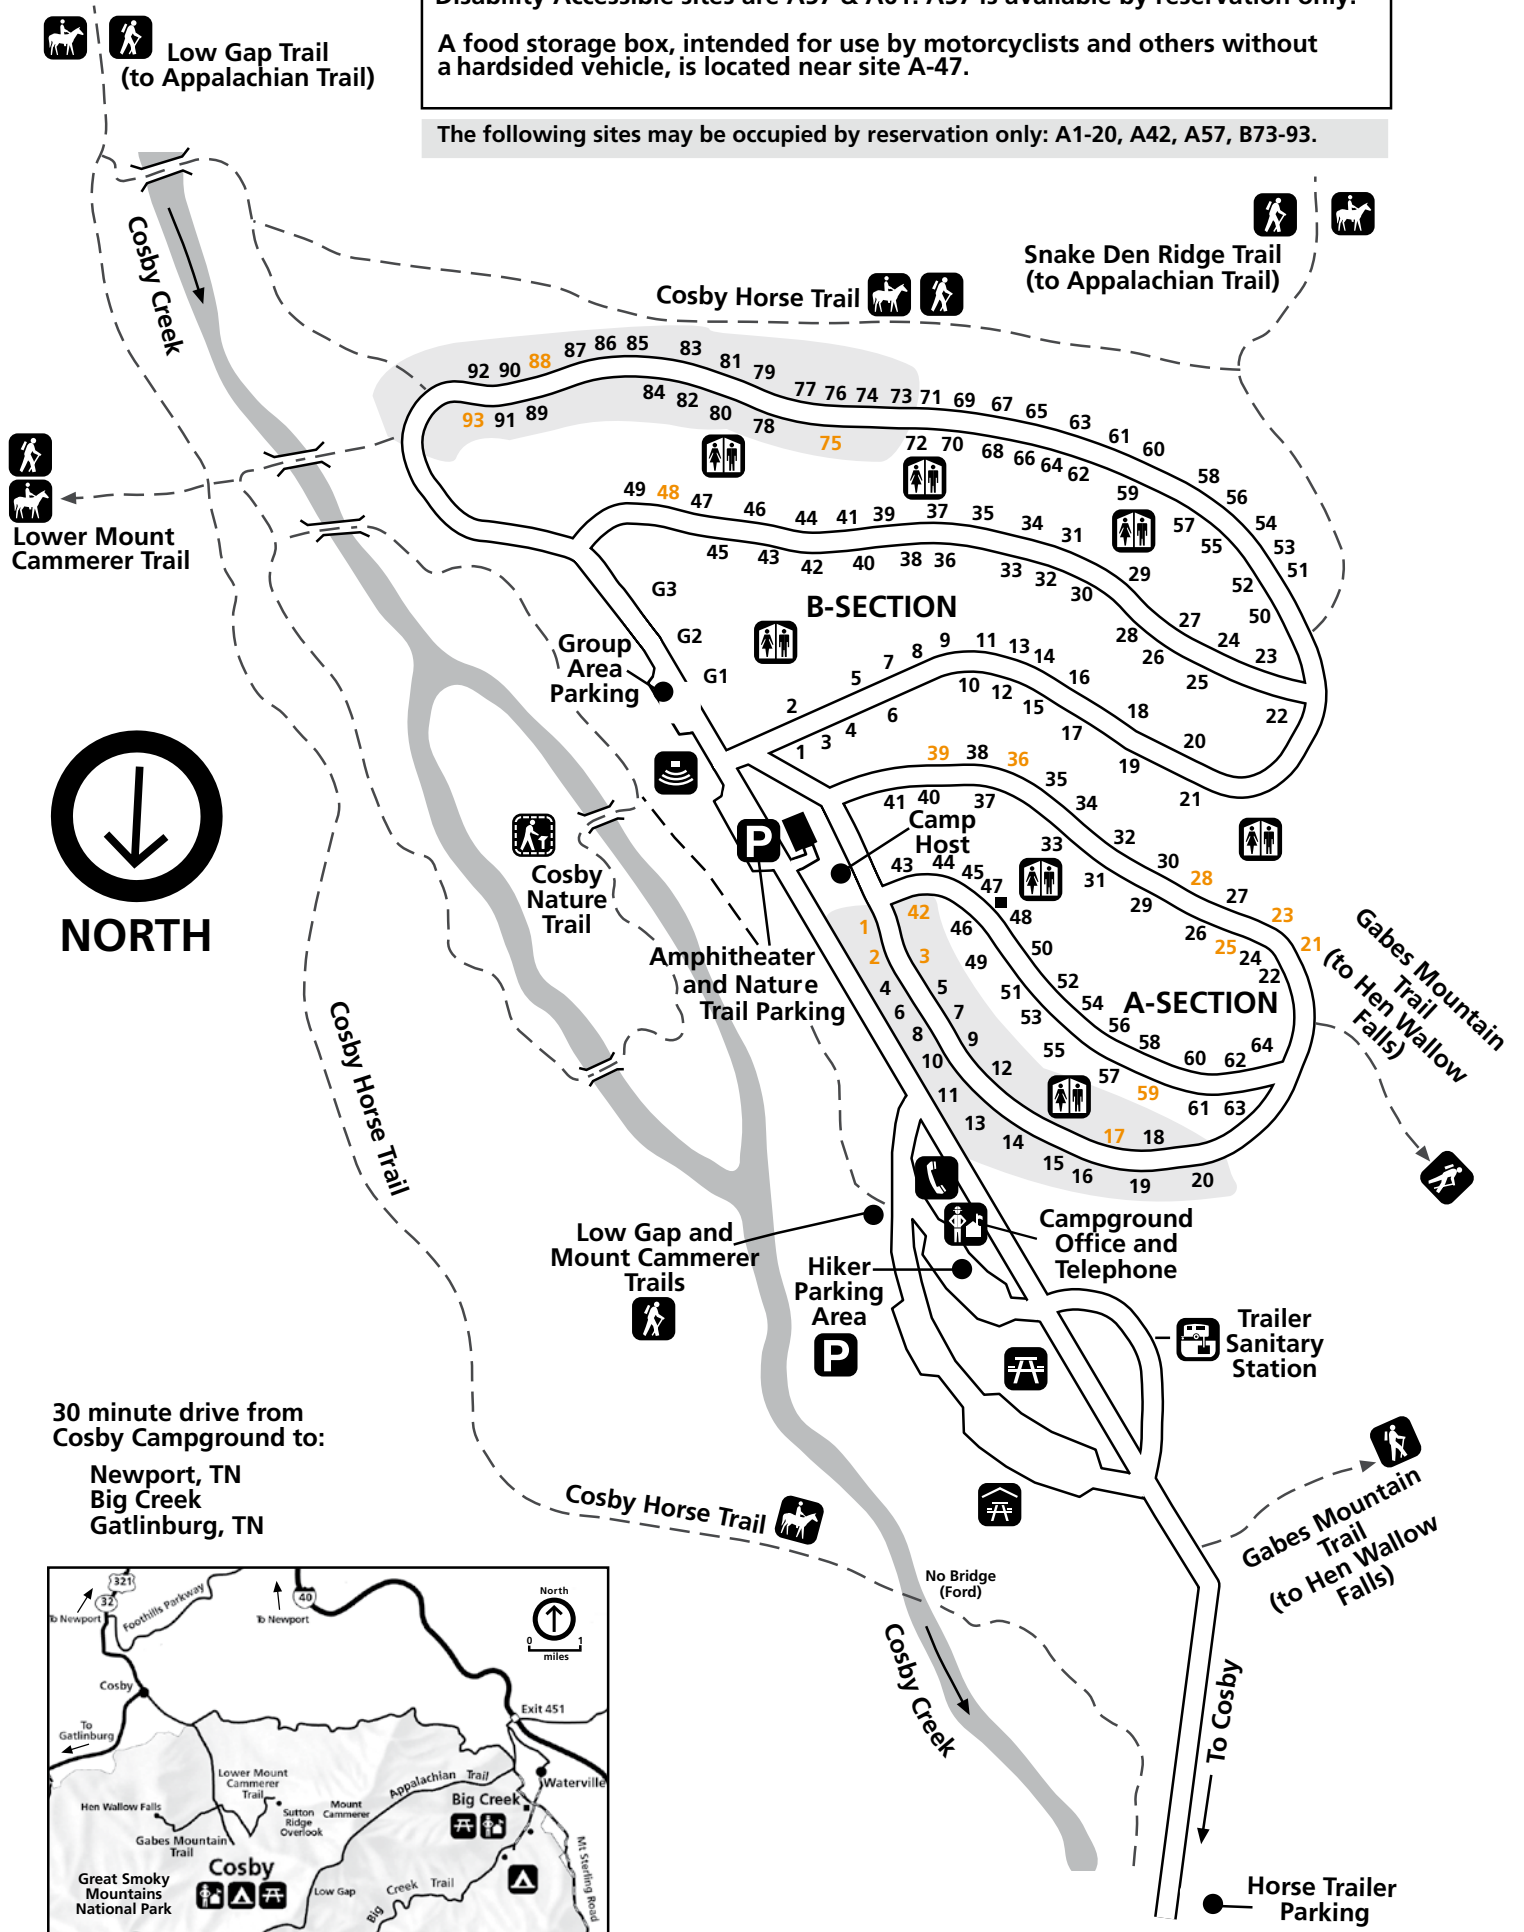 Disability Accessible sites are A57 & A61. A57 is available by reservation only.
A food storage box, intended for use by motorcyclists and others without
a hardsided vehicle, is located near site A-47.
The following sites may be occupied by reservation only: A1-20, A42, A57, B73-93.
Low Gap Trail
(to Appalachian Trail)
Cosby Creek
Snake Den Ridge Trail
(to Appalachian Trail)
Cosby Horse Trail
92 90 88 87 86 85 83 81 79 77 76 74 73 71 69 67 65 63 61 60 58 56 54 53 51
93 91 89 84 82 80 78 75 72 70 68 66 64 62 59 57 55 52 50
Lower Mount
Cammerer Trail
49 48 47 46 44 41 39 37 35 34 31 29 27 24 23
45 43 42 40 38 36 33 32 30 28 26 25 22
G3
G2
G1
B-SECTION
Group
Area
Parking
2 5 7 8 9 11 13 14 16 18 20
1 3 4 6 10 12 15 17 19 21
NORTH
Cosby
Nature
Trail
39 38 36 35 34 32 30 28 27 23 21
41 40 37 33 31 29 26 25 24 22
Camp
Host
43 44 45 47 48 50 52 54 56 58 60 62 64
42 46 49 51 53 55 57 59 61 63
A-SECTION
1 2 4 6 8 10 11 13 14 15 16 19 20
3 5 7 9 12 17 18
P
Amphitheater
and Nature
Trail Parking
Gabes Mountain
Trail
(to Hen Wallow
Falls)
Cosby Horse Trail
Low Gap and
Mount Cammerer
Trails
Hiker
Parking
Area
P
Campground
Office and
Telephone
Trailer
Sanitary
Station
30 minute drive from
Cosby Campground to:
Newport, TN
Big Creek
Gatlinburg, TN
Cosby Horse Trail
Gabes Mountain
Trail
(to Hen Wallow
Falls)
No Bridge
(Ford)
Cosby Creek
To Cosby
Horse Trailer
Parking
321
32
To Newport
Foothills Parkway
40
To Newport
North
0 1
miles
Cosby
To
Gatlinburg
Exit 451
Waterville
Lower Mount
Cammerer
Trail
Appalachian Trail
Hen Wallow Falls
Sutton
Ridge
Overlook
Mount
Cammerer
Big Creek
Gabes Mountain
Trail
Cosby
Great Smoky
Mountains
National Park
Low Gap
Big Creek Trail
Mt Sterling Road